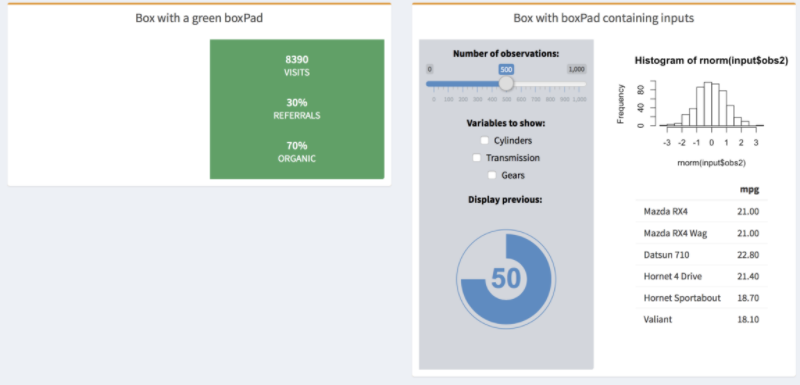 Box with a green boxPad
8390
VISITS
30%
REFERRALS
70%
ORGANIC
Box with boxPad containing inputs
Number of observations:
0 500 1,000
0 100 200 300 400 500 600 700 800 900 1,000
Variables to show:
Cylinders
Transmission
Gears
Display previous:
50
Histogram of rnorm(input$obs2)
Frequency
0 40 80
-3 -2 -1 0 1 2 3
rnorm(input$obs2)
mpg
Mazda RX4 21.00
Mazda RX4 Wag 21.00
Datsun 710 22.80
Hornet 4 Drive 21.40
Hornet Sportabout 18.70
Valiant 18.10